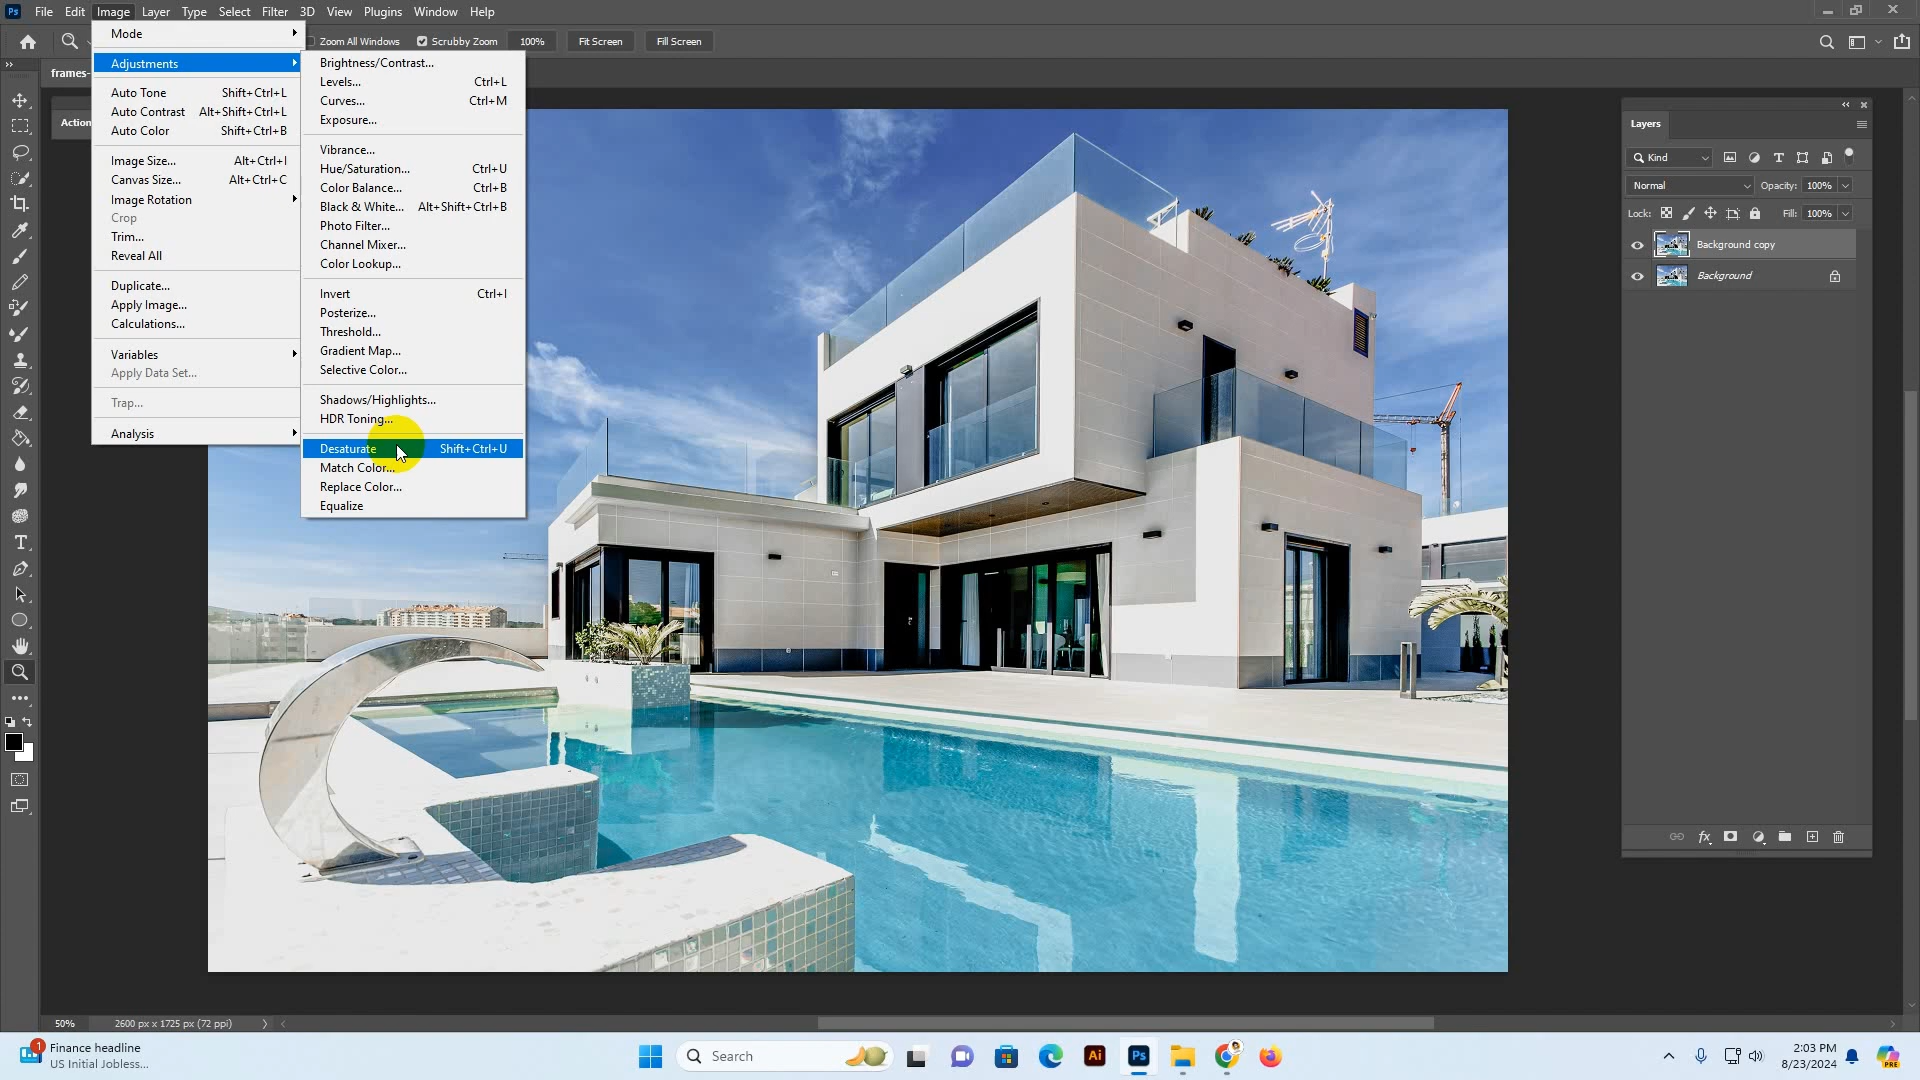 Ps File Edit Image Layer Type Select Filter 3D View Plugins Window Help
Zoom All Windows Scrubby Zoom 100% Fit Screen Fill Screen
frames-
Action
Mode
Adjustments
Auto Tone Shift+Ctrl+L
Auto Contrast Alt+Shift+Ctrl+L
Auto Color Shift+Ctrl+B
Image Size... Alt+Ctrl+I
Canvas Size... Alt+Ctrl+C
Image Rotation
Crop
Trim...
Reveal All
Duplicate...
Apply Image...
Calculations...
Variables
Apply Data Set...
Trap...
Analysis
Brightness/Contrast...
Levels... Ctrl+L
Curves... Ctrl+M
Exposure...
Vibrance...
Hue/Saturation... Ctrl+U
Color Balance... Ctrl+B
Black & White... Alt+Shift+Ctrl+B
Photo Filter...
Channel Mixer...
Color Lookup...
Invert Ctrl+I
Posterize...
Threshold...
Gradient Map...
Selective Color...
Shadows/Highlights...
HDR Toning...
Desaturate Shift+Ctrl+U
Match Color...
Replace Color...
Equalize
Layers
Kind
Normal Opacity: 100%
Lock: Fill: 100%
Background copy
Background
50% 2600 px x 1725 px (72 ppi)
1 Finance headline
US Initial Jobless...
Search
Ai
Ps
2:03 PM
8/23/2024
PRE